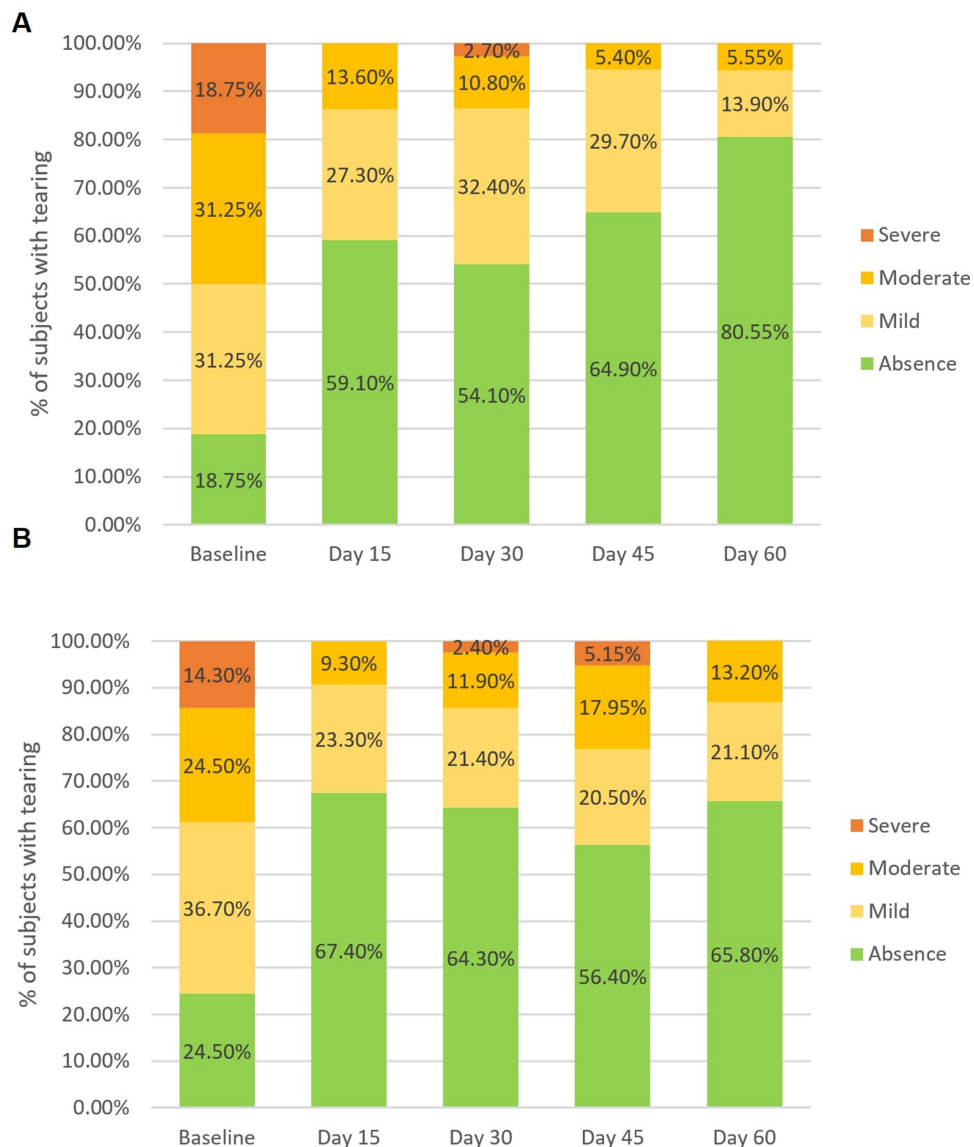 A
100.00%
90.00%
80.00%
70.00%
60.00%
50.00%
40.00%
30.00%
20.00%
10.00%
0.00%
% of subjects with tearing
18.75%
31.25%
31.25%
18.75%
13.60%
27.30%
59.10%
2.70%
10.80%
32.40%
54.10%
5.40%
29.70%
64.90%
5.55%
13.90%
80.55%
Baseline
Day 15
Day 30
Day 45
Day 60
Severe
Moderate
Mild
Absence
B
100.00%
90.00%
80.00%
70.00%
60.00%
50.00%
40.00%
30.00%
20.00%
10.00%
0.00%
% of subjects with tearing
14.30%
24.50%
36.70%
24.50%
9.30%
23.30%
67.40%
2.40%
11.90%
21.40%
64.30%
5.15%
17.95%
20.50%
56.40%
13.20%
21.10%
65.80%
Baseline
Day 15
Day 30
Day 45
Day 60
Severe
Moderate
Mild
Absence